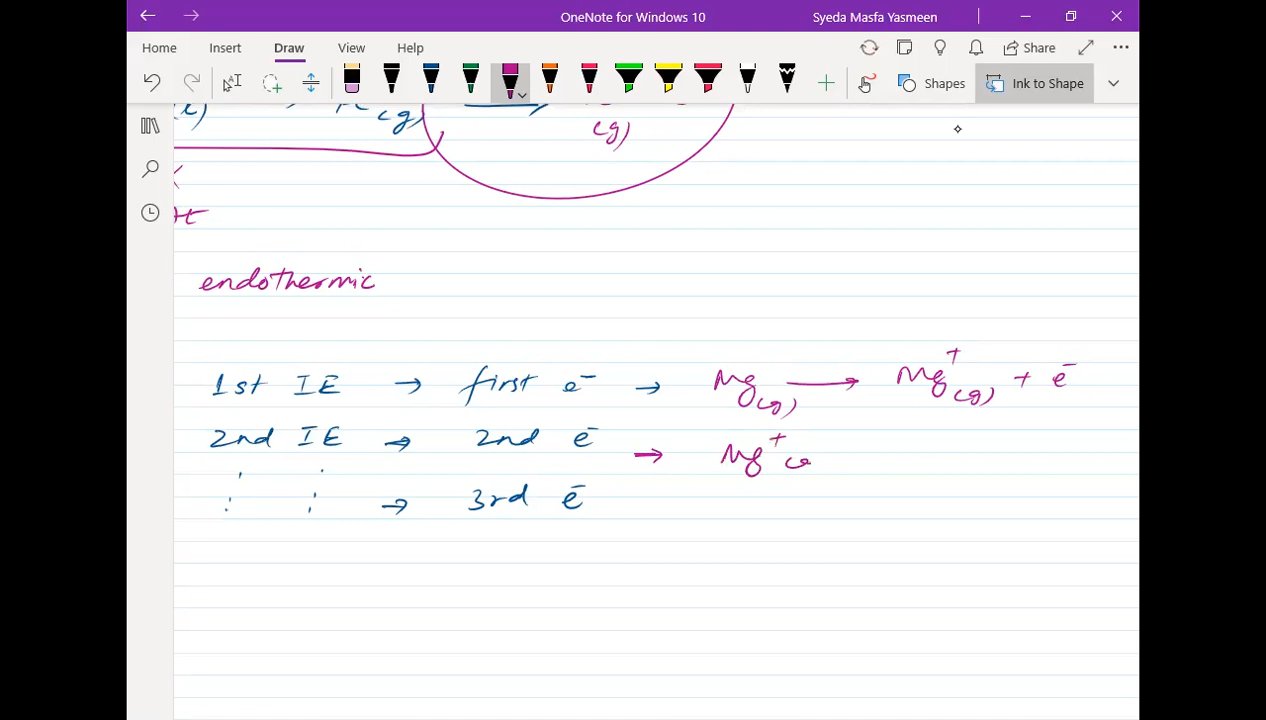 OneNote for Windows 10
Syeda Masfa Yasmeen
Home Insert Draw View Help Share
Shapes Ink to Shape
(l) (g) (g)
endothermic
1st IE → first e⁻ → Mg(g) → Mg⁺(g) + e⁻
2nd IE → 2nd e⁻ → Mg⁺
: : → 3rd e⁻